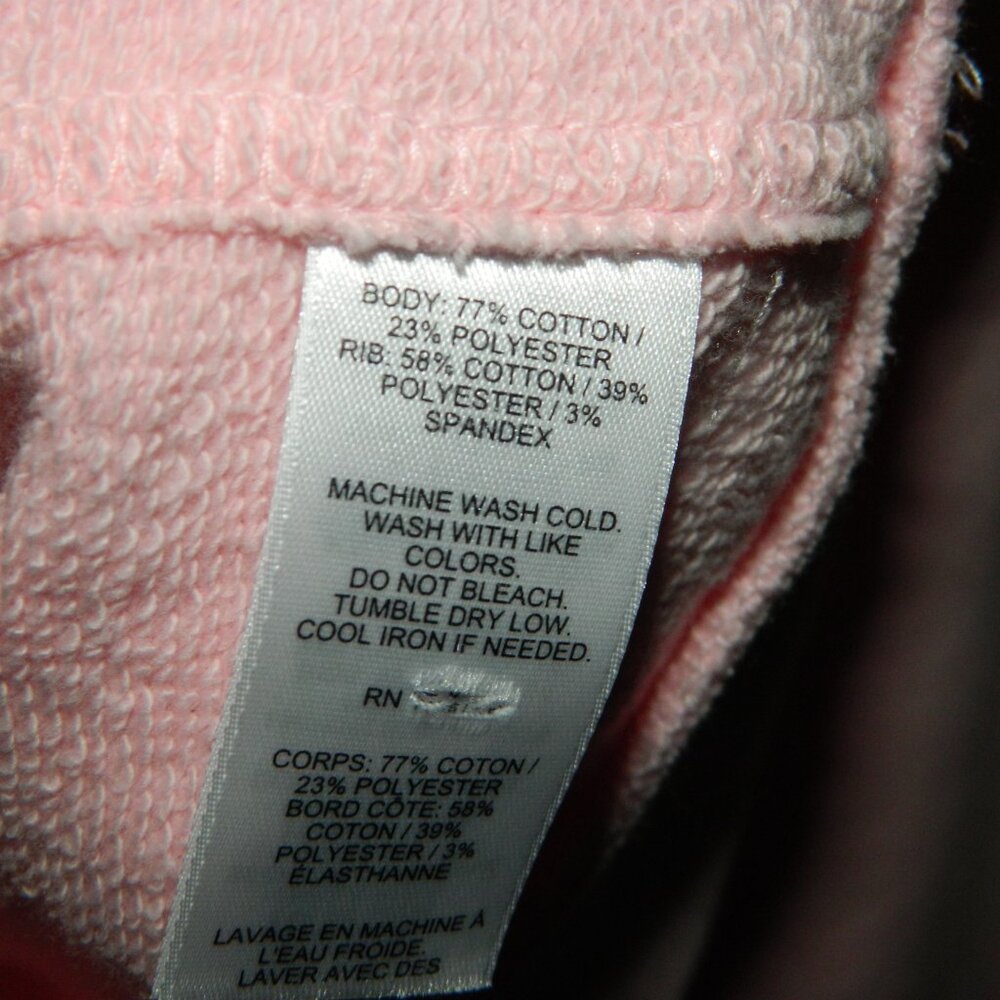 BODY: 77% COTTON /
23% POLYESTER
RIB: 58% COTTON / 39%
POLYESTER / 3%
SPANDEX
MACHINE WASH COLD.
WASH WITH LIKE
COLORS.
DO NOT BLEACH.
TUMBLE DRY LOW.
COOL IRON IF NEEDED.
RN
CORPS: 77% COTON /
23% POLYESTER
BORD CÔTE: 58%
COTON / 39%
POLYESTER / 3%
ÉLASTHANNE
LAVAGE EN MACHINE À
L'EAU FROIDE.
LAVER AVEC DES